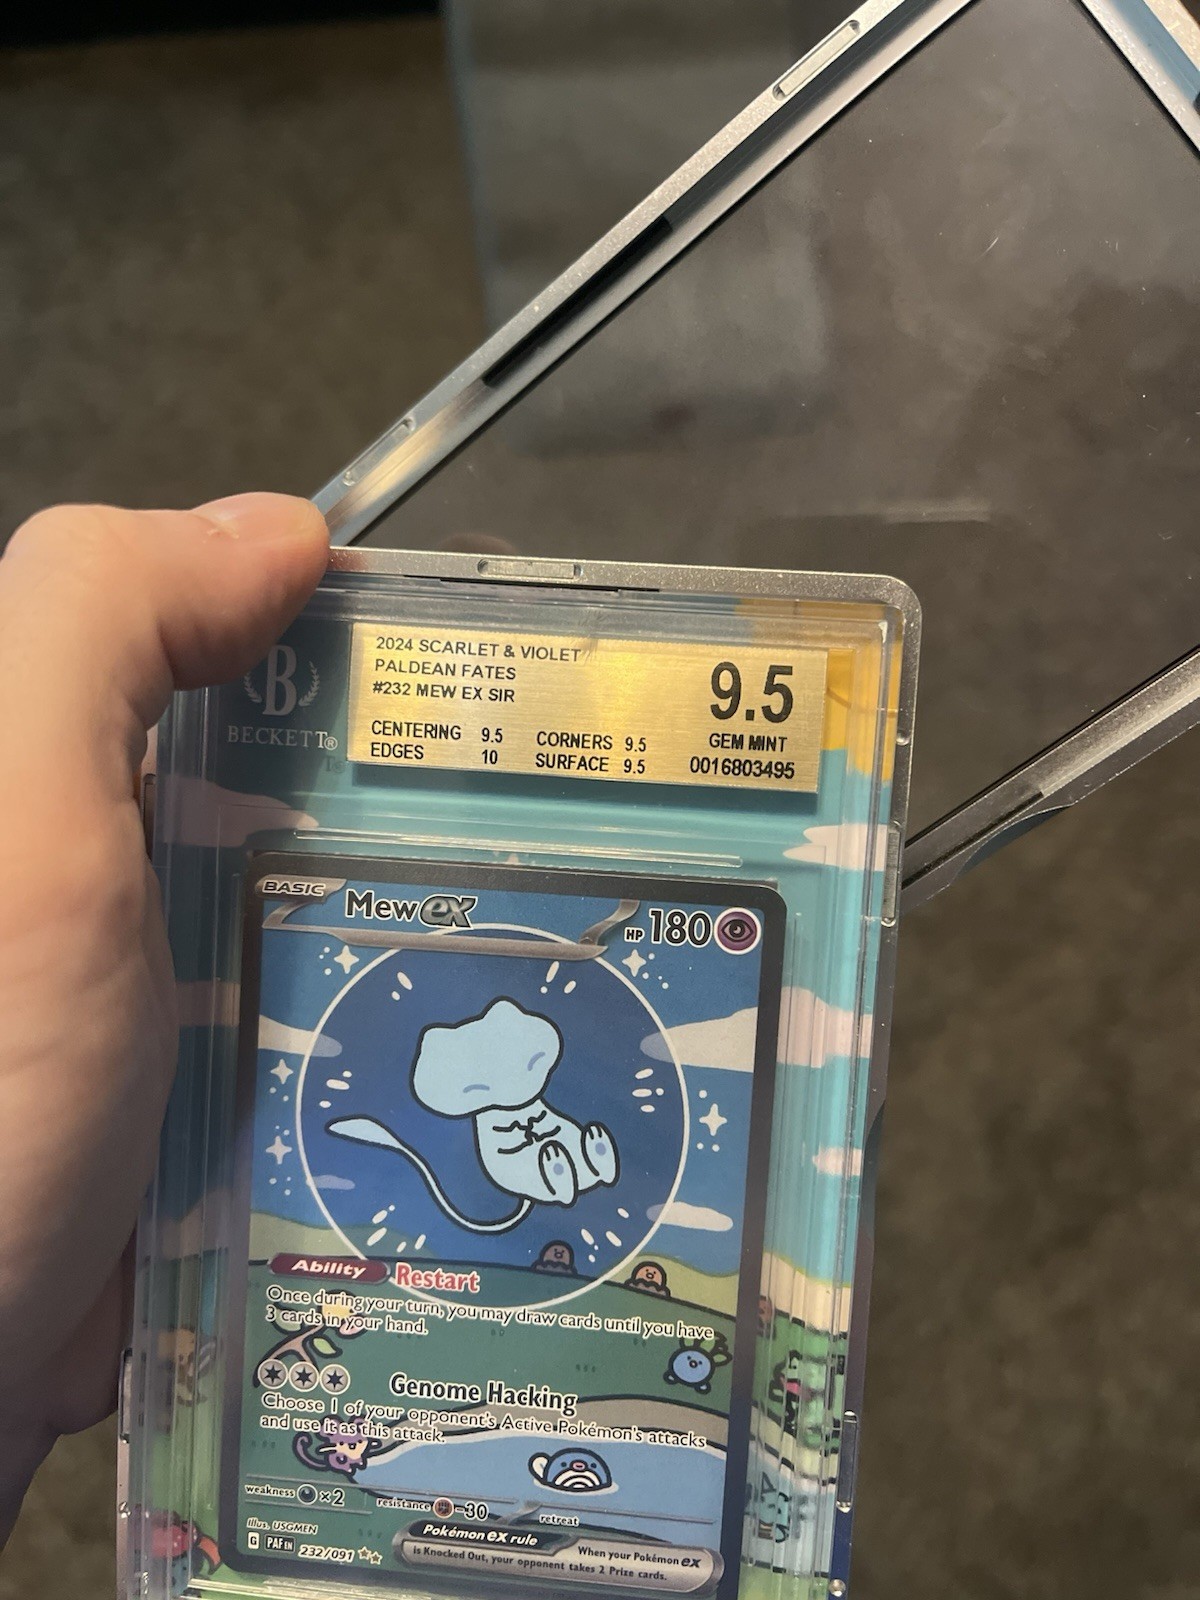 2024 SCARLET & VIOLET
PALDEAN FATES
#232 MEW EX SIR
9.5
CENTERING 9.5 CORNERS 9.5
EDGES 10 SURFACE 9.5
GEM MINT
0016803495
B
BECKETT®
BASIC
Mew ex
HP 180
Ability Restart
Once during your turn, you may draw cards until you have
3 cards in your hand.
Genome Hacking
Choose 1 of your opponent's Active Pokémon's attacks
and use it as this attack.
weakness ×2 resistance -30 retreat
Illus. USGMEN
G PAF EN 232/091
Pokémon ex rule
When your Pokémon ex
is Knocked Out, your opponent takes 2 Prize cards.